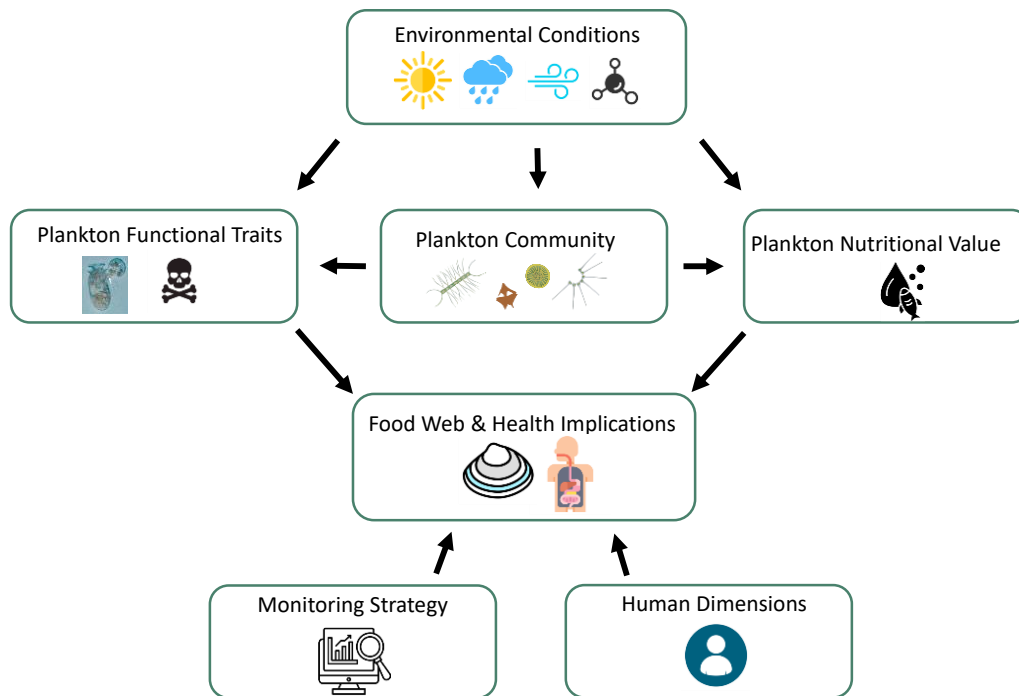 Environmental Conditions
Plankton Functional Traits
Plankton Community
Plankton Nutritional Value
Food Web & Health Implications
Monitoring Strategy
Human Dimensions